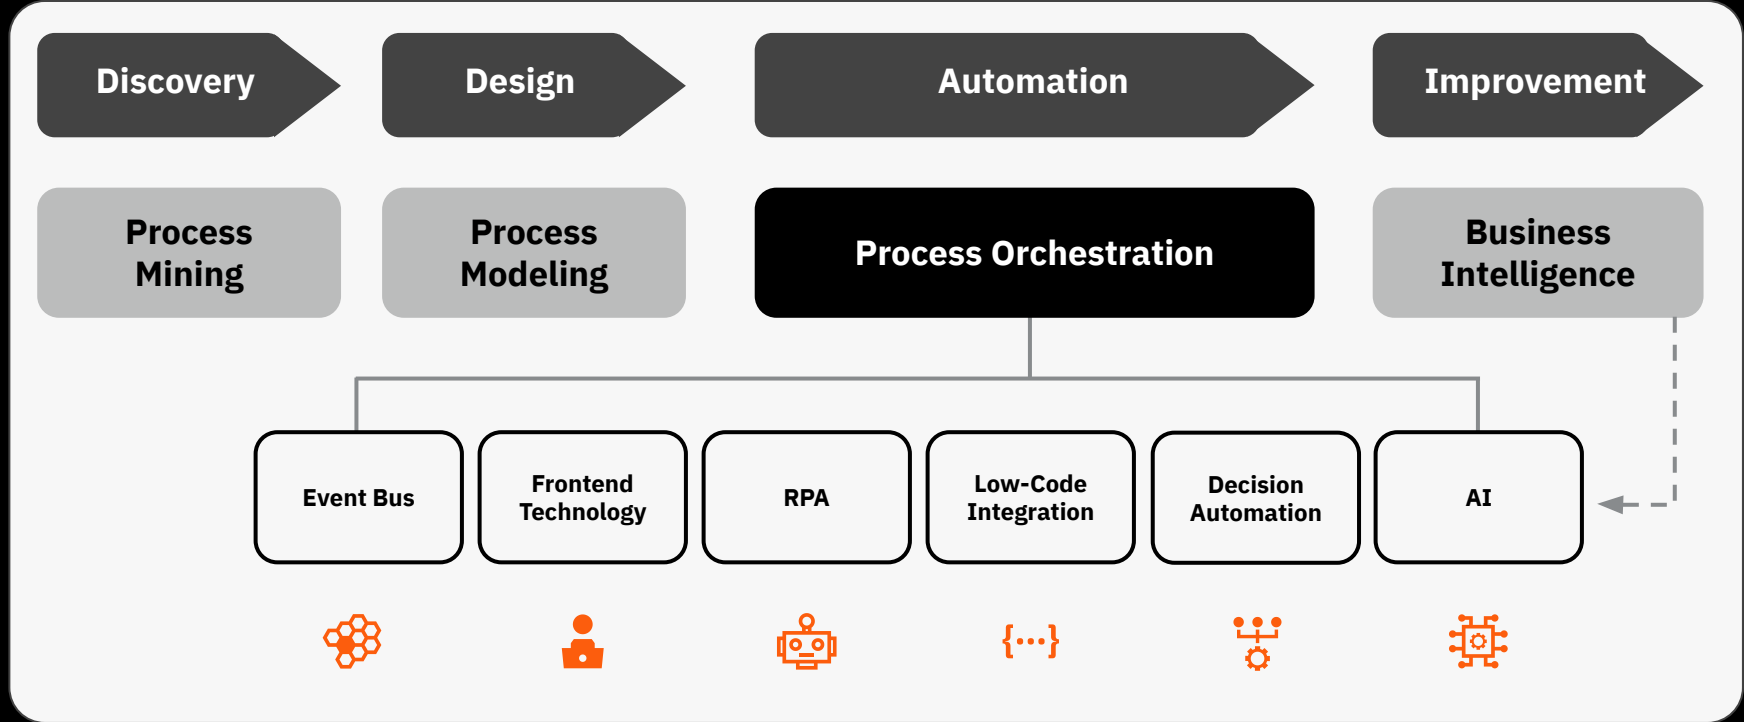 Discovery
Design
Automation
Improvement
Process
Mining
Process
Modeling
Process Orchestration
Business
Intelligence
Event Bus
Frontend
Technology
RPA
Low-Code
Integration
Decision
Automation
AI
{...}